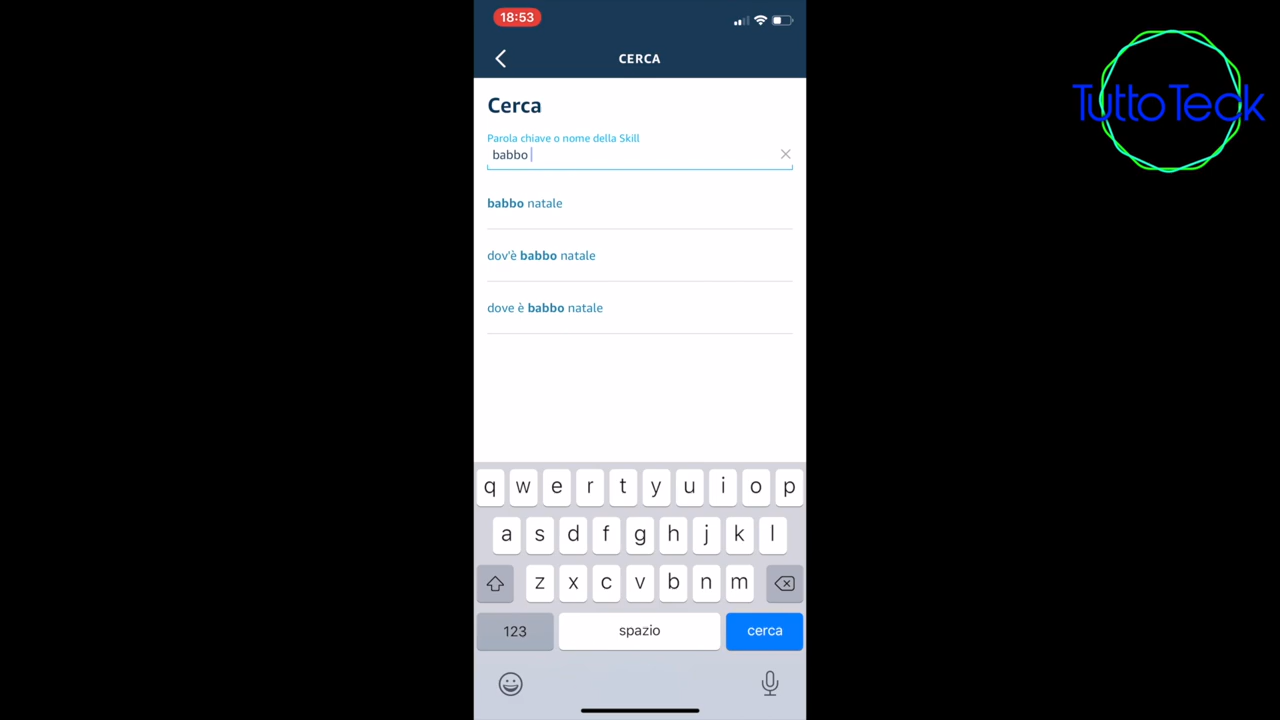 18:53
CERCA
Cerca
Parola chiave o nome della Skill
babbo
babbo natale
dov'è babbo natale
dove è babbo natale
q w e r t y u i o p
a s d f g h j k l
z x c v b n m
123 spazio cerca
TuttoTeck